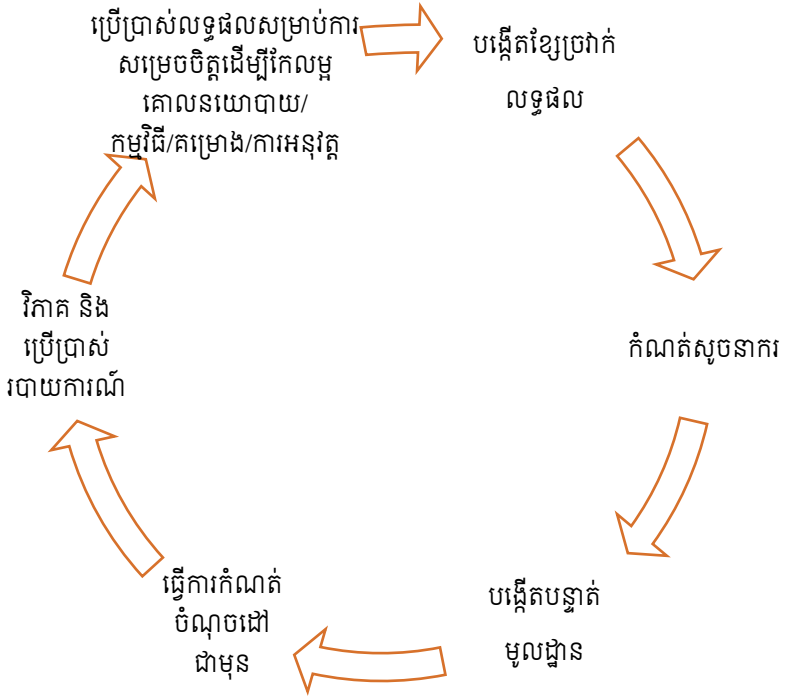 ប្រើប្រាស់លទ្ធផលសម្រាប់ការ
សម្រេចចិត្តដើម្បីកែលម្អ
គោលនយោបាយ/
កម្មវិធី/គម្រោង/ការអនុវត្ត
បង្កើតខ្សែច្រវាក់
លទ្ធផល
កំណត់សូចនាករ
បង្កើតបន្ទាត់
មូលដ្ឋាន
ធ្វើការកំណត់
ចំណុចដៅ
ជាមុន
វិភាគ និង
ប្រើប្រាស់
របាយការណ៍